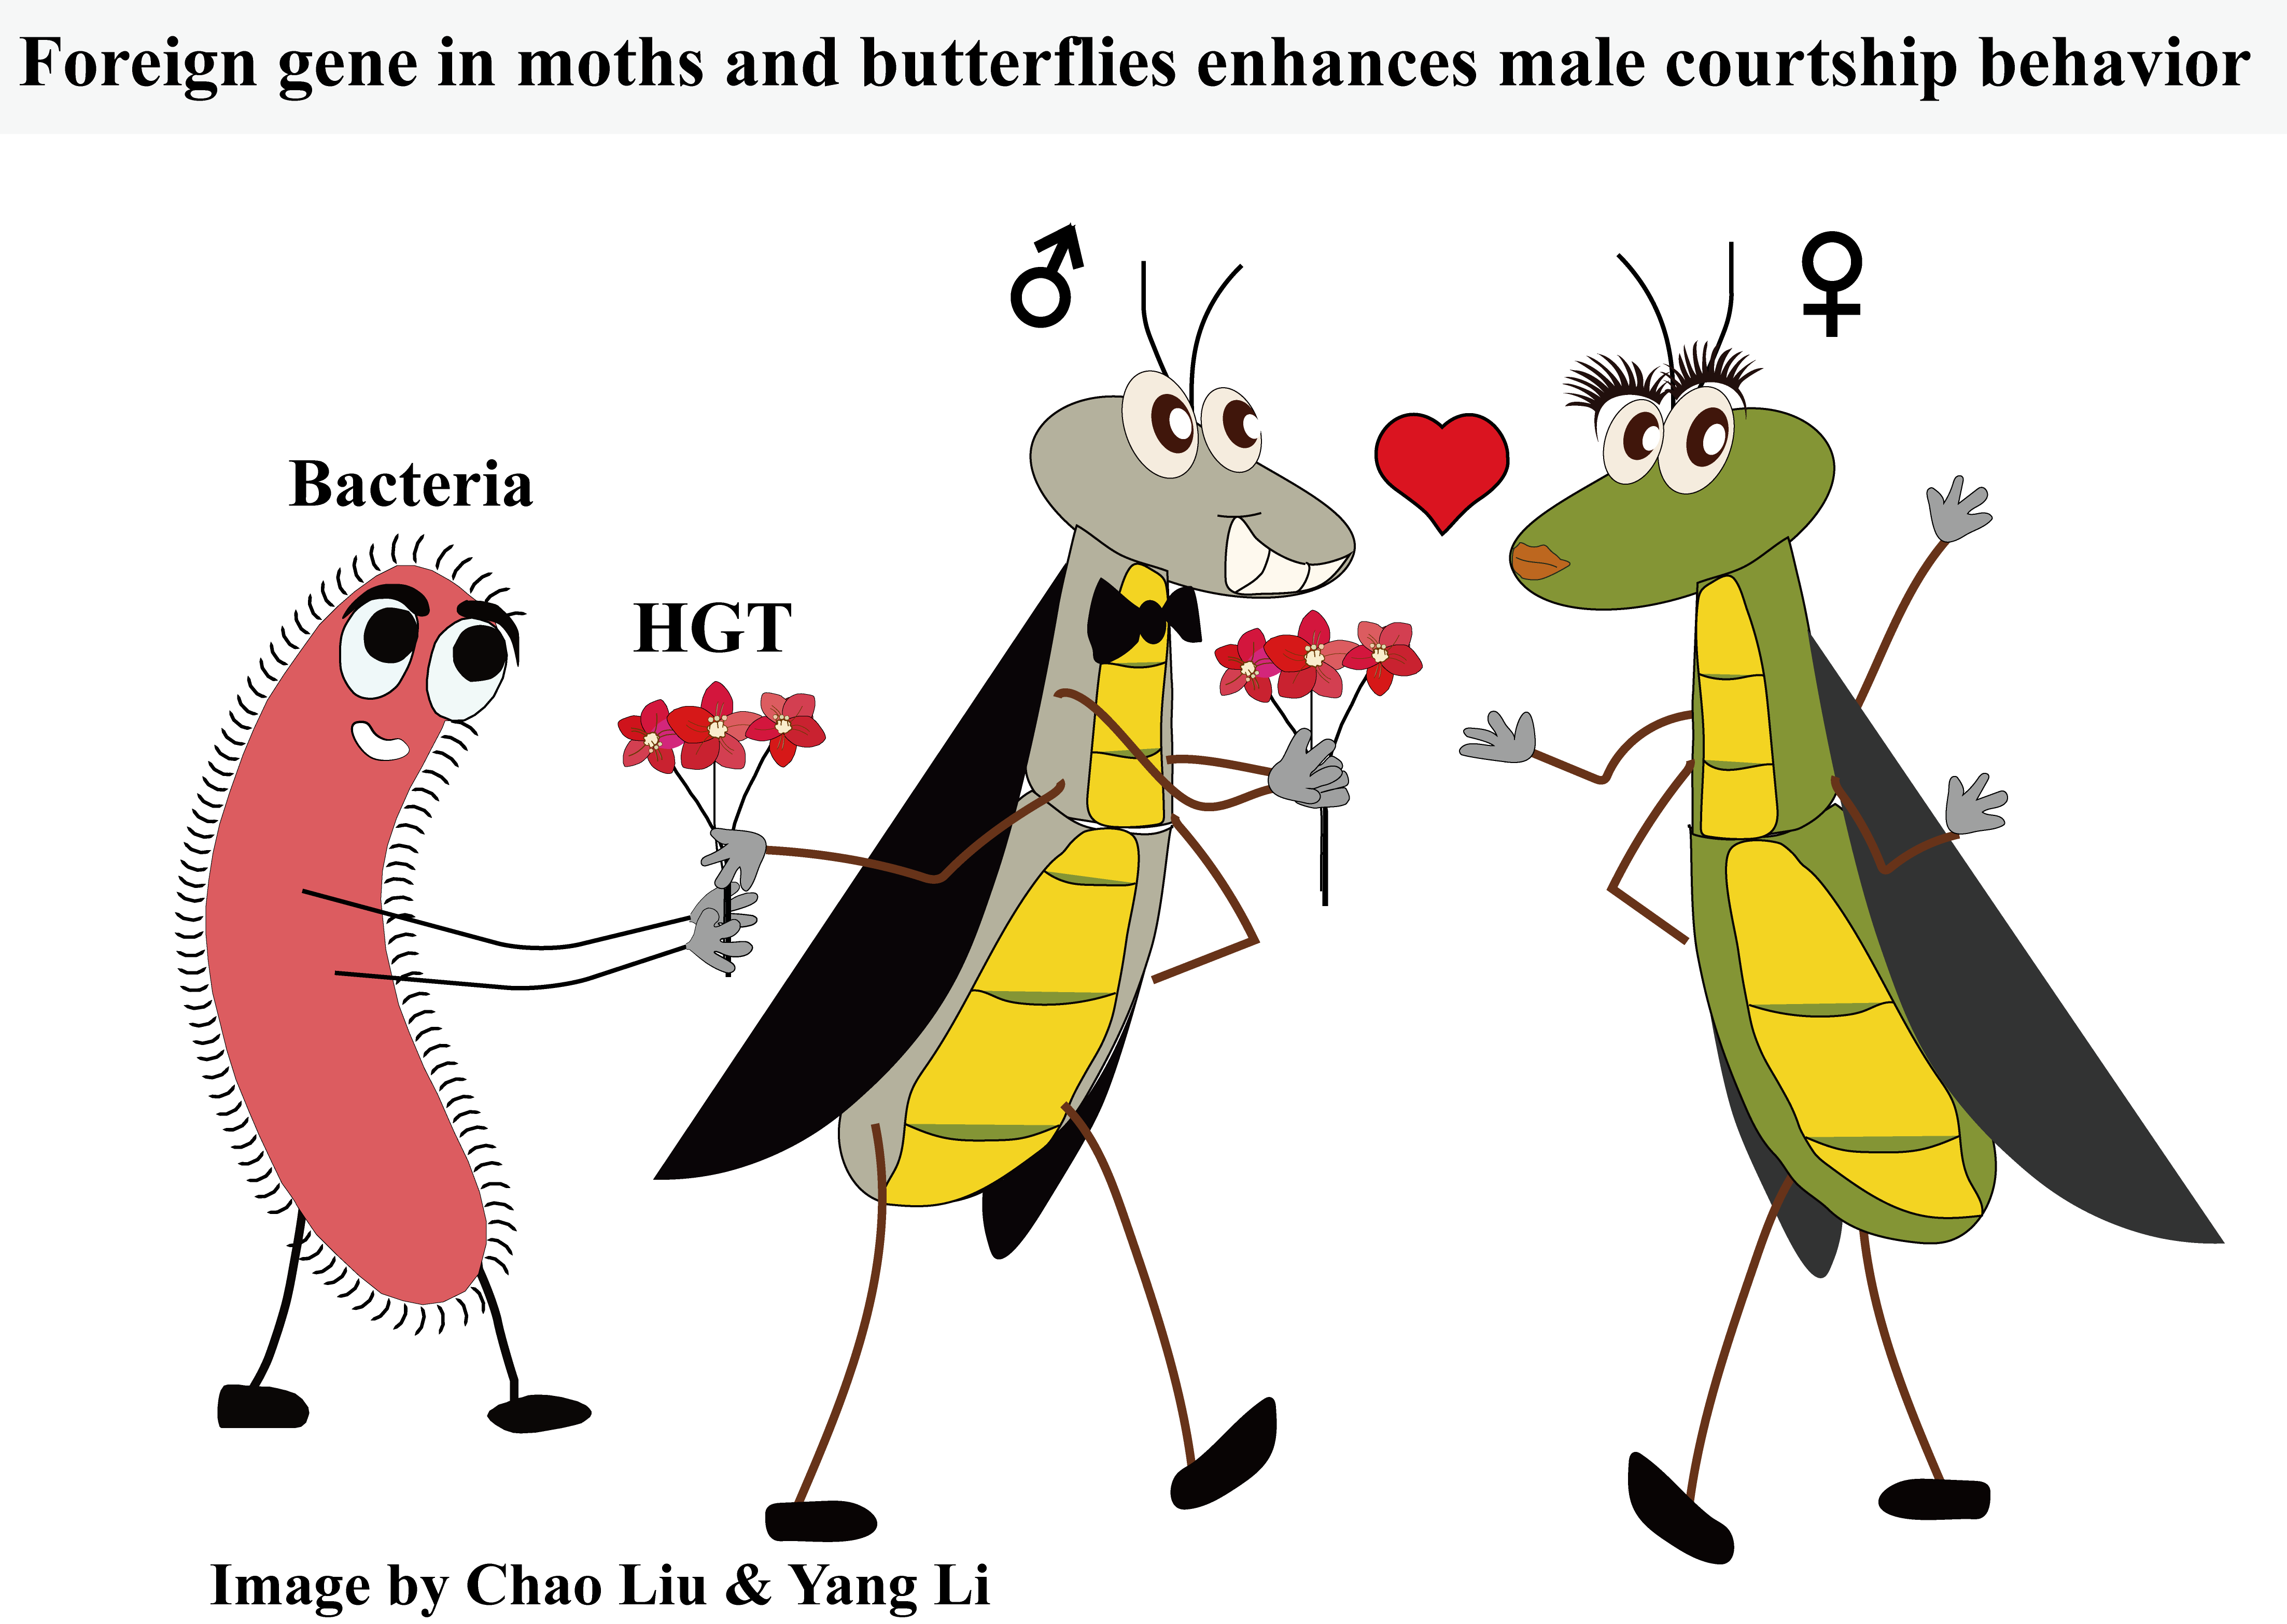 Foreign gene in moths and butterflies enhances male courtship behavior
♂
♀
Bacteria
HGT
Image by Chao Liu & Yang Li